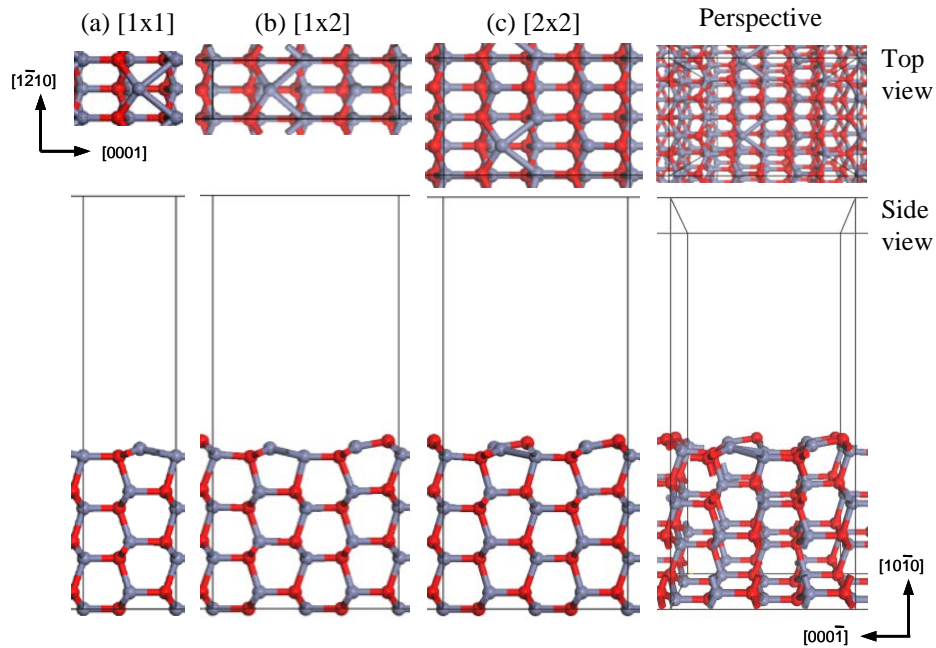 (a) [1x1] (b) [1x2] (c) [2x2] Perspective
Top
view
[12̄10]
[0001]
Side
view
[101̄0]
[0001̄]